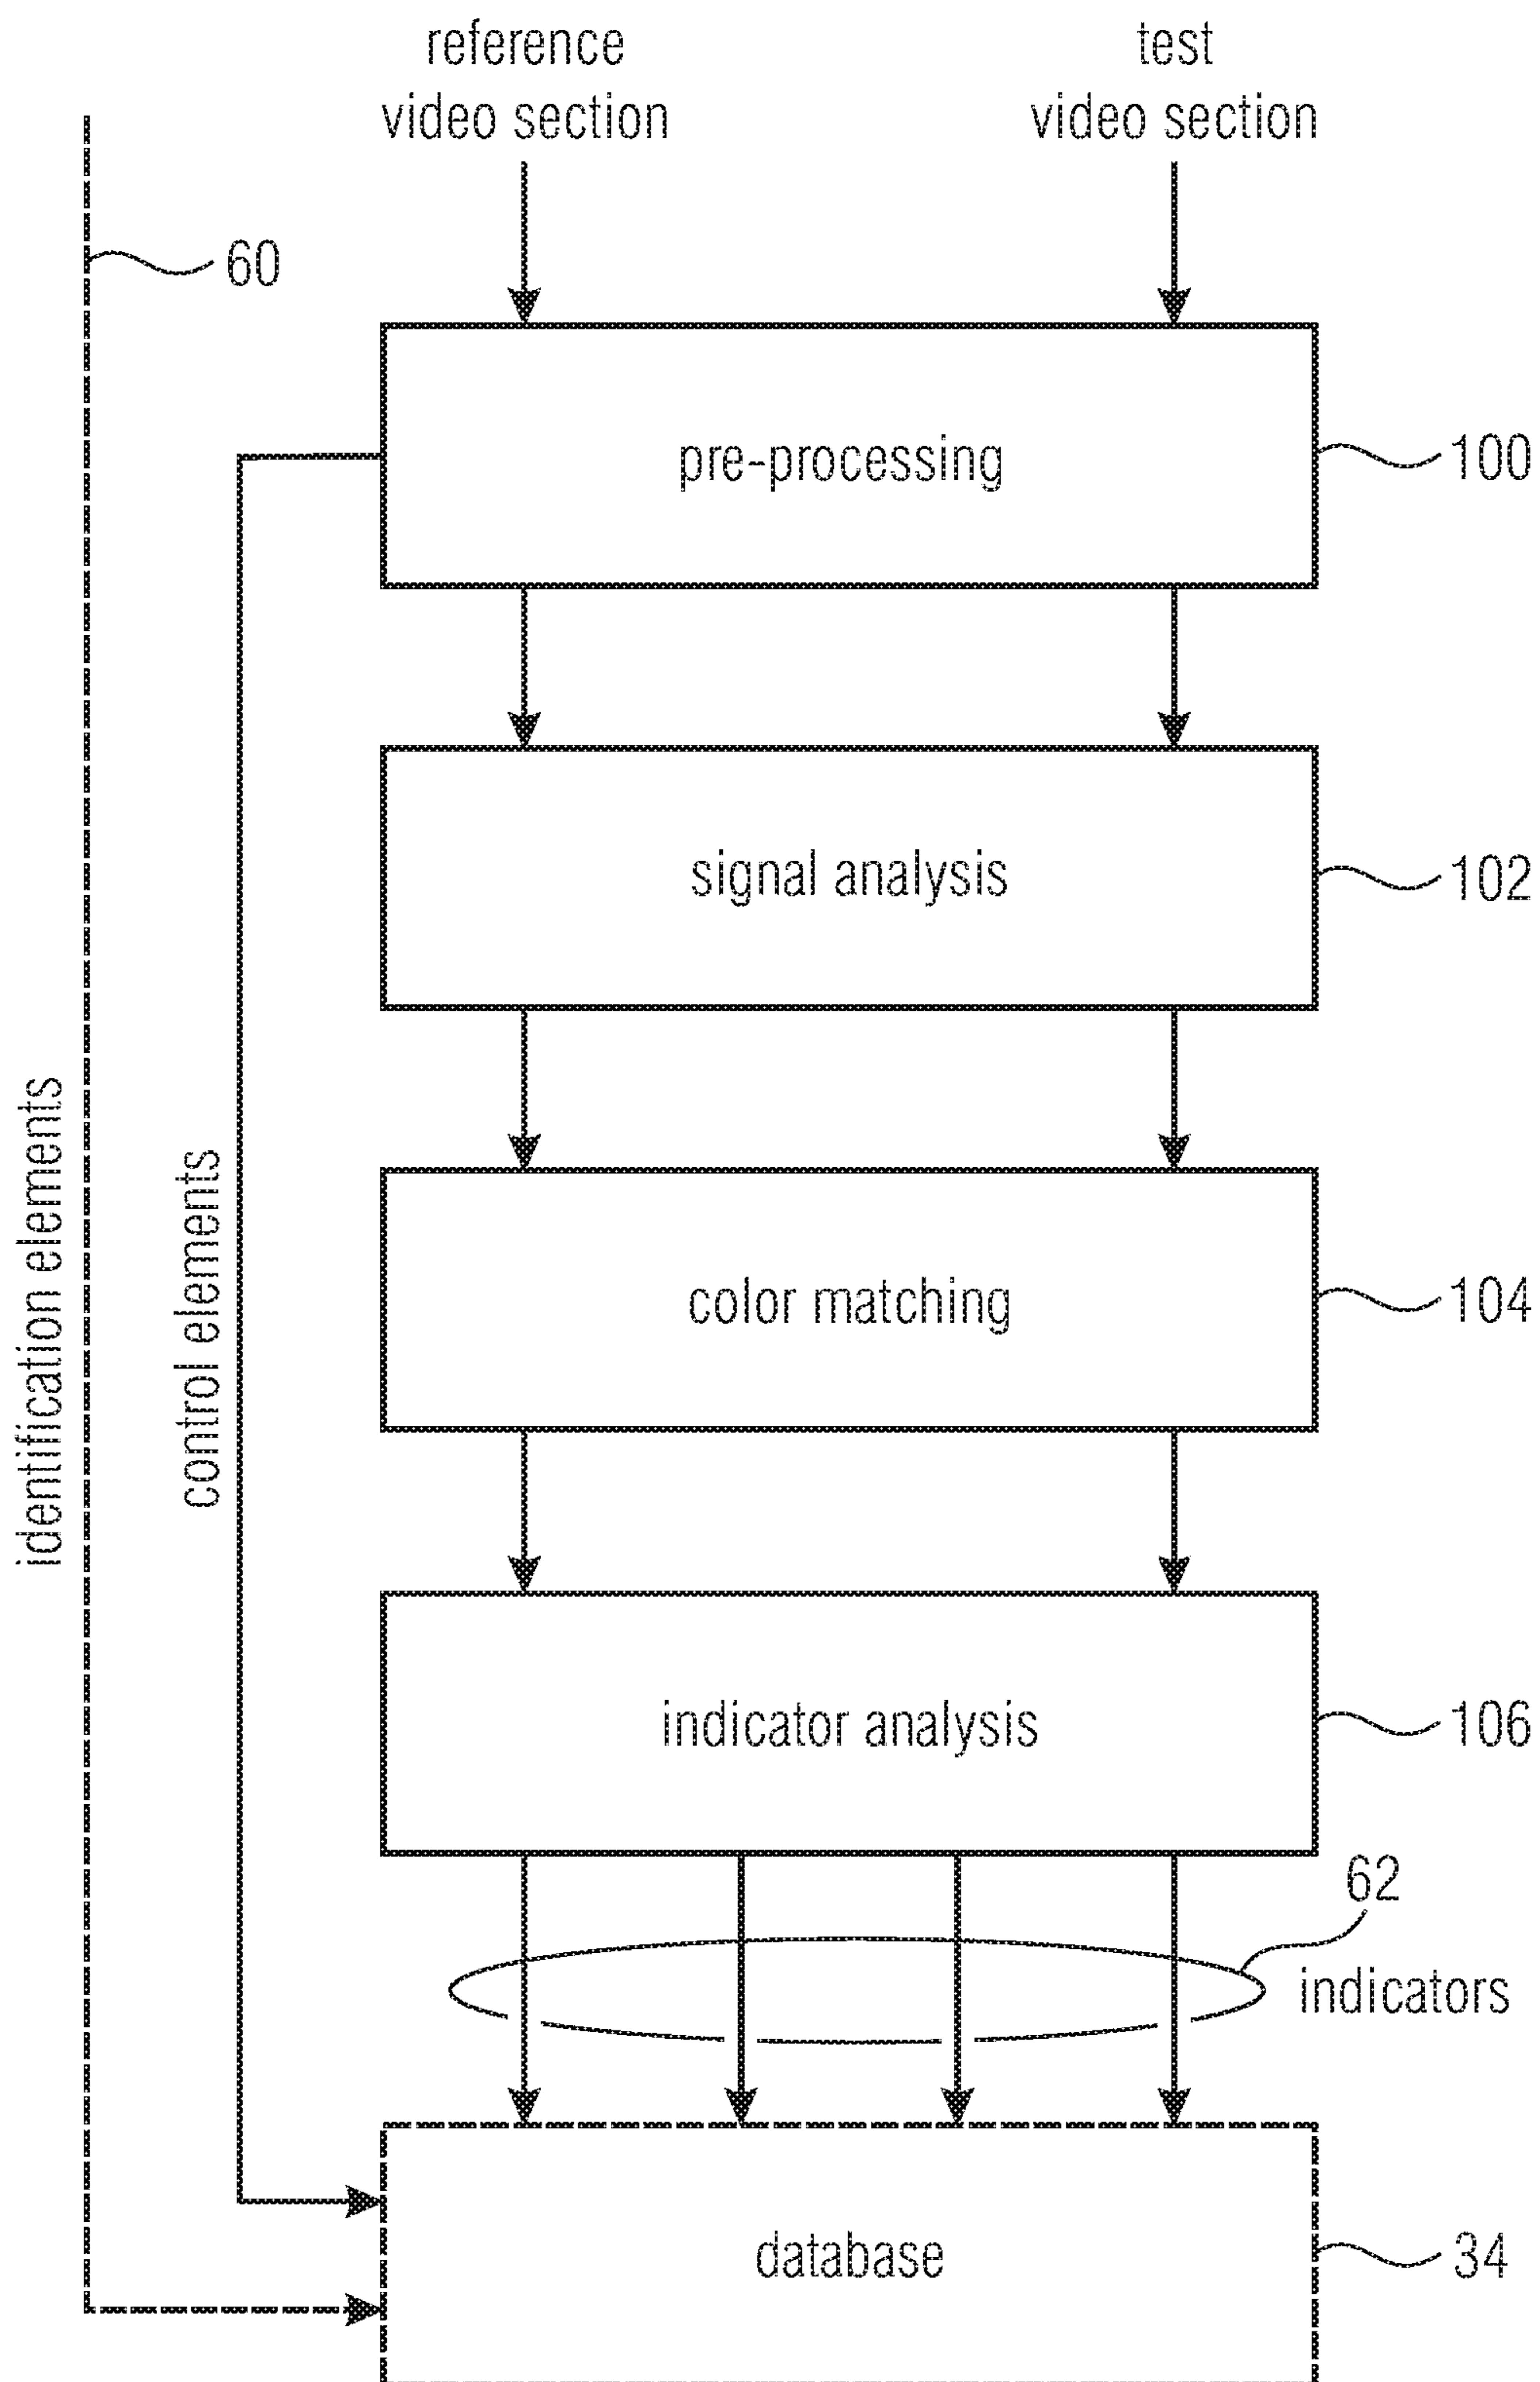 reference
video section
test
video section
60
pre-processing
100
signal analysis
102
identification elements
control elements
color matching
104
indicator analysis
106
62
indicators
database
34